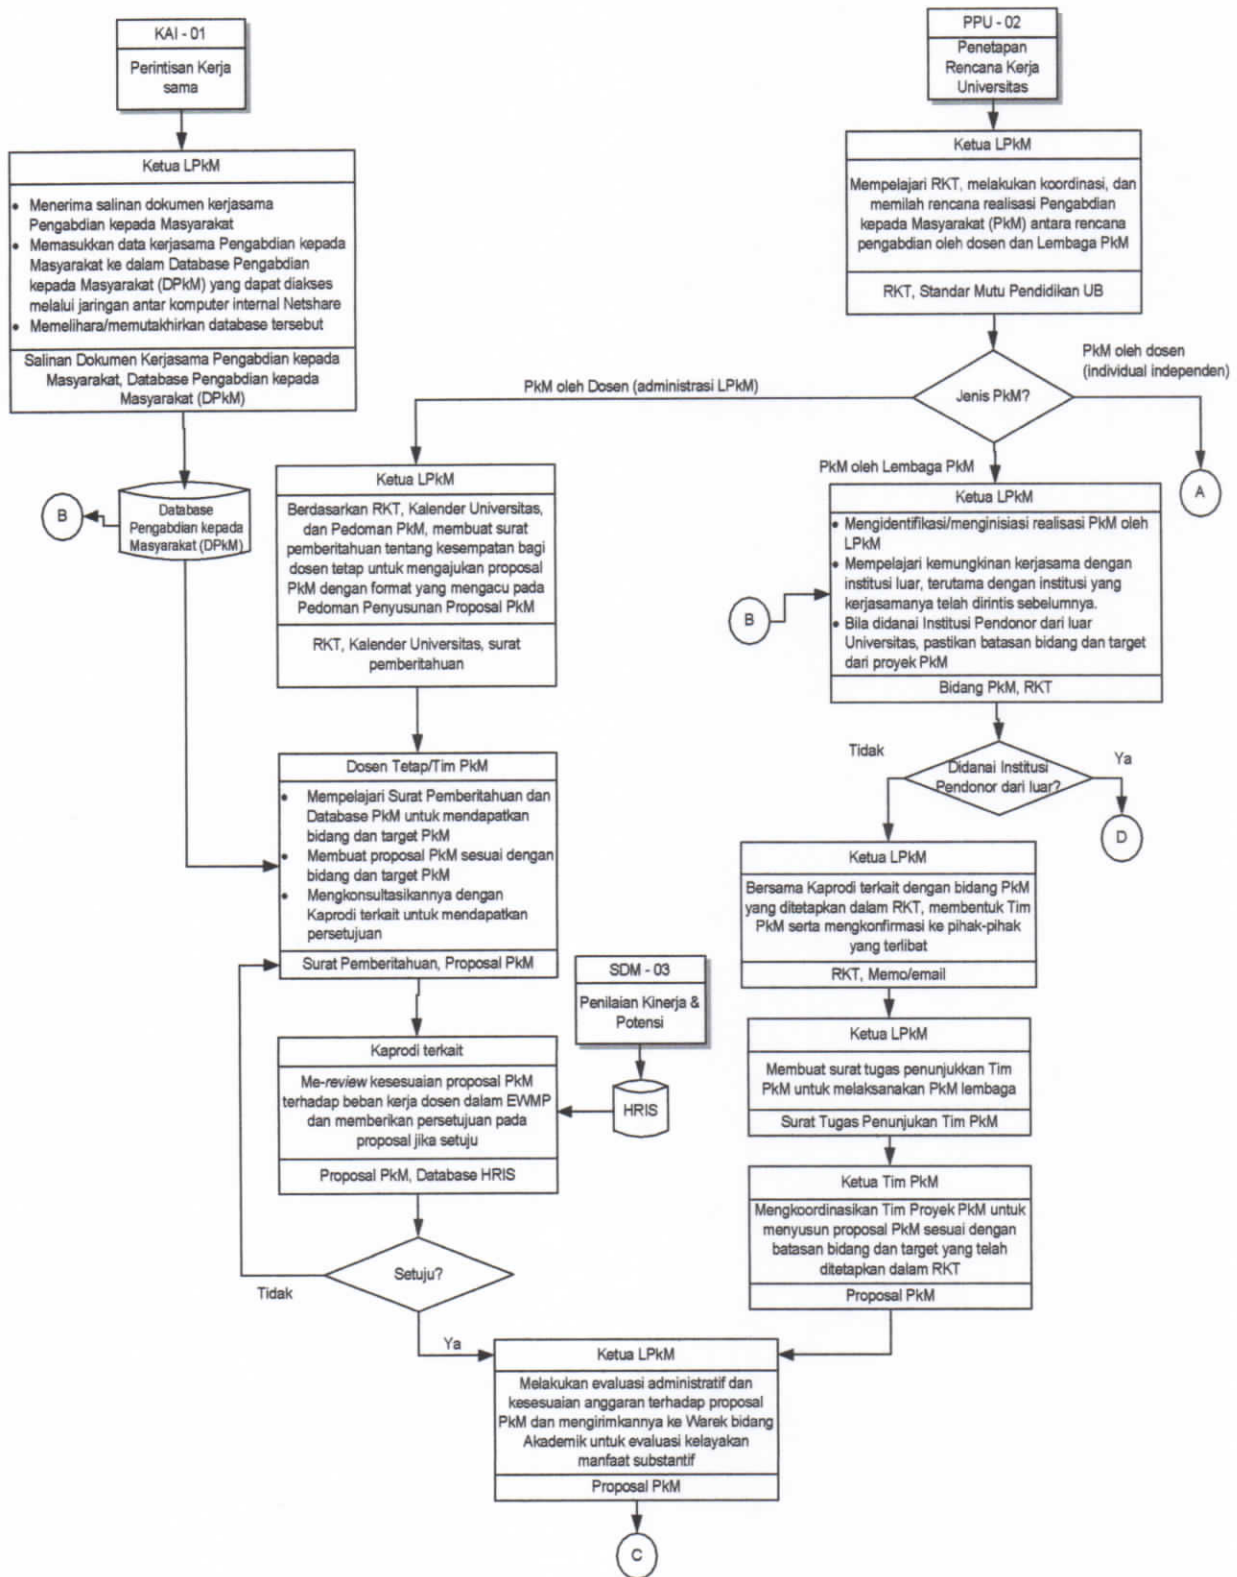 KAI - 01
Perintisan Kerja
sama
PPU - 02
Penetapan
Rencana Kerja
Universitas
Ketua LPkM
• Menerima salinan dokumen kerjasama
Pengabdian kepada Masyarakat
• Memasukkan data kerjasama Pengabdian kepada
Masyarakat ke dalam Database Pengabdian
kepada Masyarakat (DPkM) yang dapat diakses
melalui jaringan antar komputer internal Netshare
• Memelihara/memutakhirkan database tersebut
Salinan Dokumen Kerjasama Pengabdian kepada
Masyarakat, Database Pengabdian kepada
Masyarakat (DPkM)
Ketua LPkM
Mempelajari RKT, melakukan koordinasi, dan
memilah rencana realisasi Pengabdian
kepada Masyarakat (PkM) antara rencana
pengabdian oleh dosen dan Lembaga PkM
RKT, Standar Mutu Pendidikan UB
Jenis PkM?
PkM oleh Dosen (administrasi LPkM)
PkM oleh dosen
(individual independen)
PkM oleh Lembaga PkM
A
B
Database
Pengabdian kepada
Masyarakat (DPkM)
Ketua LPkM
Berdasarkan RKT, Kalender Universitas,
dan Pedoman PkM, membuat surat
pemberitahuan tentang kesempatan bagi
dosen tetap untuk mengajukan proposal
PkM dengan format yang mengacu pada
Pedoman Penyusunan Proposal PkM
RKT, Kalender Universitas, surat
pemberitahuan
Ketua LPkM
• Mengidentifikasi/menginisiasi realisasi PkM oleh
LPkM
• Mempelajari kemungkinan kerjasama dengan
institusi luar, terutama dengan institusi yang
kerjasamanya telah dirintis sebelumnya.
• Bila didanai Institusi Pendonor dari luar
Universitas, pastikan batasan bidang dan target
dari proyek PkM
Bidang PkM, RKT
B
Didanai Institusi
Pendonor dari luar?
Tidak
Ya
D
Dosen Tetap/Tim PkM
• Mempelajari Surat Pemberitahuan dan
Database PkM untuk mendapatkan
bidang dan target PkM
• Membuat proposal PkM sesuai dengan
bidang dan target PkM
• Mengkonsultasikannya dengan
Kaprodi terkait untuk mendapatkan
persetujuan
Surat Pemberitahuan, Proposal PkM
Ketua LPkM
Bersama Kaprodi terkait dengan bidang PkM
yang ditetapkan dalam RKT, membentuk Tim
PkM serta mengkonfirmasi ke pihak-pihak
yang terlibat
RKT, Memo/email
SDM - 03
Penilaian Kinerja &
Potensi
HRIS
Kaprodi terkait
Me-review kesesuaian proposal PkM
terhadap beban kerja dosen dalam EWMP
dan memberikan persetujuan pada
proposal jika setuju
Proposal PkM, Database HRIS
Ketua LPkM
Membuat surat tugas penunjukkan Tim
PkM untuk melaksanakan PkM lembaga
Surat Tugas Penunjukan Tim PkM
Ketua Tim PkM
Mengkoordinasikan Tim Proyek PkM untuk
menyusun proposal PkM sesuai dengan
batasan bidang dan target yang telah
ditetapkan dalam RKT
Proposal PkM
Setuju?
Tidak
Ya
Ketua LPkM
Melakukan evaluasi administratif dan
kesesuaian anggaran terhadap proposal
PkM dan mengirimkannya ke Warek bidang
Akademik untuk evaluasi kelayakan
manfaat substantif
Proposal PkM
C